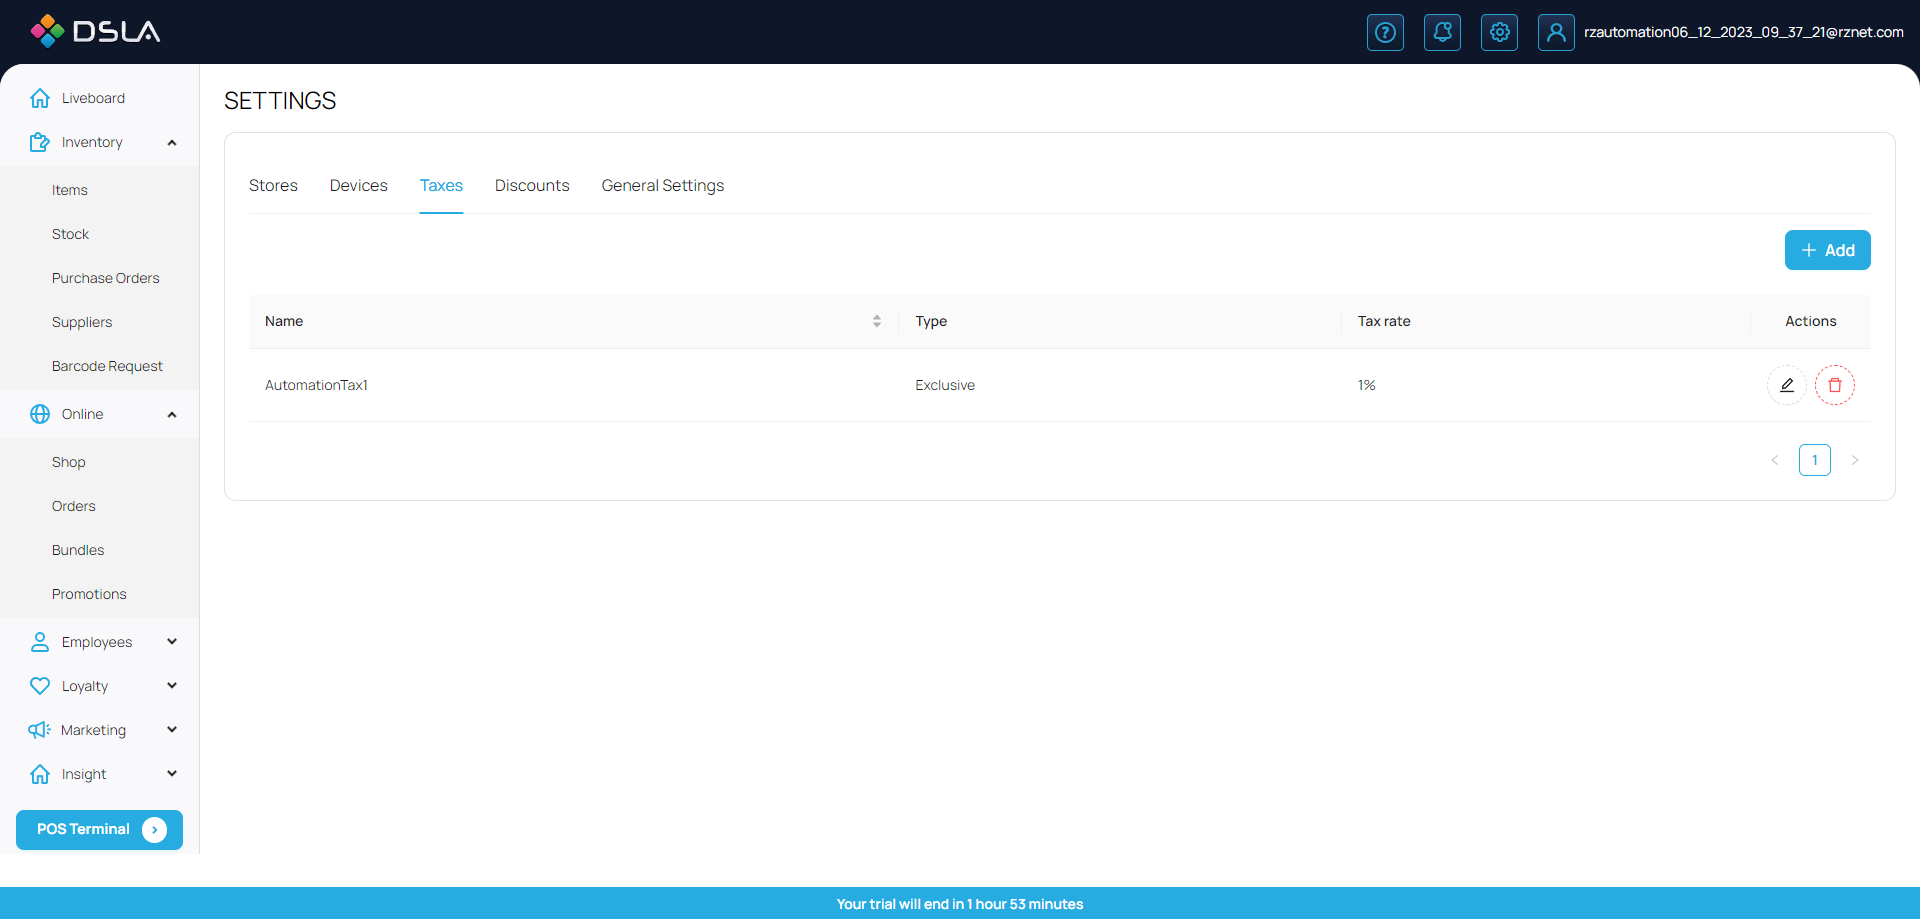 DSLA
rzautomation06_12_2023_09_37_21@rznet.com
Liveboard
Inventory
Items
Stock
Purchase Orders
Suppliers
Barcode Request
Online
Shop
Orders
Bundles
Promotions
Employees
Loyalty
Marketing
Insight
POS Terminal
SETTINGS
Stores Devices Taxes Discounts General Settings
Add
Name Type Tax rate Actions
AutomationTax1 Exclusive 1%
1
Your trial will end in 1 hour 53 minutes